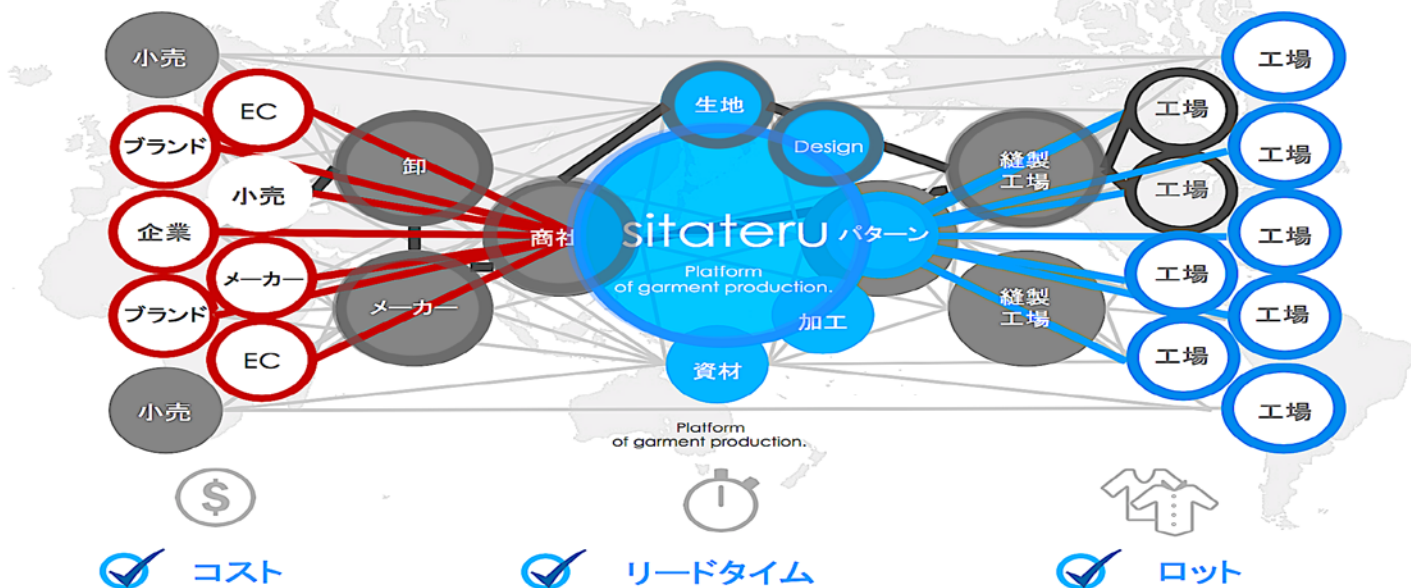 小売
EC
ブランド
小売
企業
メーカー
ブランド
EC
小売
卸
メーカー
商社
生地
Design
sitateru
Platform
of garment production.
パターン
加工
資材
縫製
工場
縫製
工場
工場
工場
工場
工場
工場
工場
工場
工場
工場
Platform
of garment production.
$
コスト
リードタイム
ロット